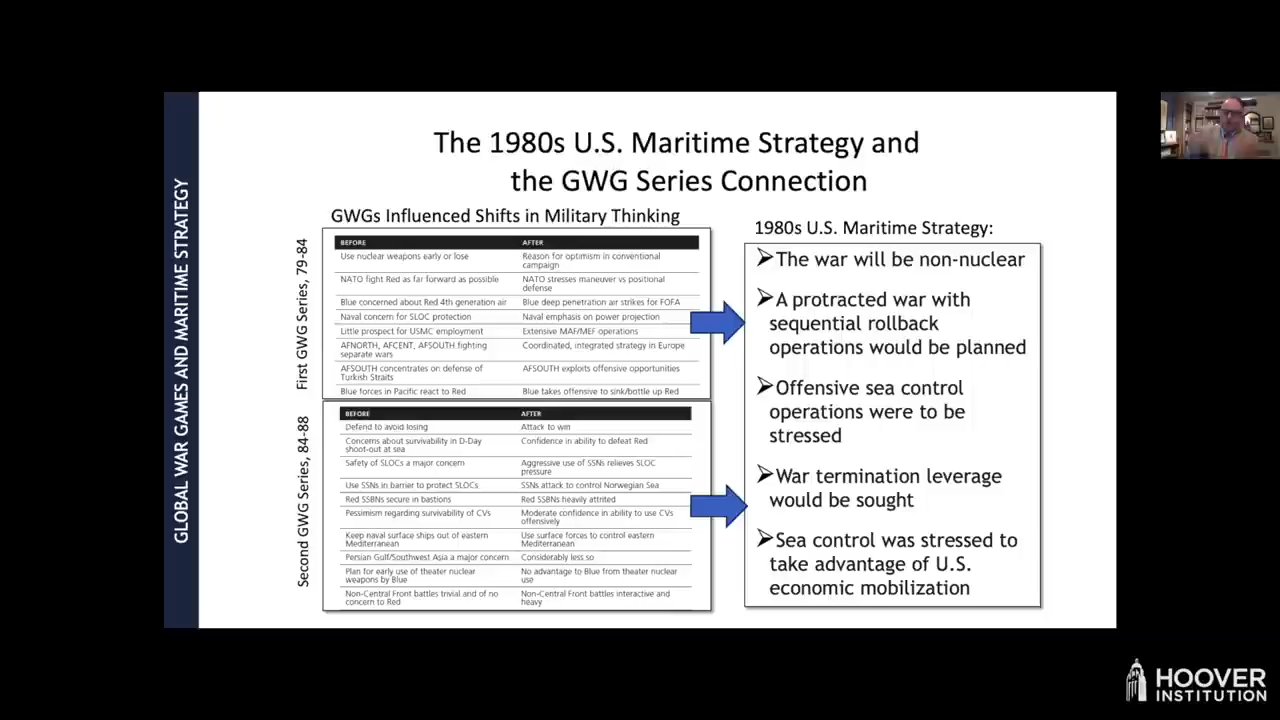 The 1980s U.S. Maritime Strategy and
the GWG Series Connection
GLOBAL WAR GAMES AND MARITIME STRATEGY
GWGs Influenced Shifts in Military Thinking
First GWG Series, 79-84
BEFORE AFTER
Use nuclear weapons early or lose Reason for optimism in conventional
campaign
NATO fight Red as far forward as possible NATO stresses maneuver vs positional
defense
Blue concerned about Red 4th generation air Blue deep penetration air strikes for FOFA
Naval concern for SLOC protection Naval emphasis on power projection
Little prospect for USMC employment Extensive MAF/MEF operations
AFNORTH, AFCENT, AFSOUTH fighting Coordinated, integrated strategy in Europe
separate wars
AFSOUTH concentrates on defense of AFSOUTH exploits offensive opportunities
Turkish Straits
Blue forces in Pacific react to Red Blue takes offensive to sink/bottle up Red
Second GWG Series, 84-88
BEFORE AFTER
Defend to avoid losing Attack to win
Concerns about survivability in D-Day Confidence in ability to defeat Red
shoot-out at sea
Safety of SLOCs a major concern Aggressive use of SSNs relieves SLOC
pressure
Use SSNs in barrier to protect SLOCs SSNs attack to control Norwegian Sea
Red SSBNs secure in bastions Red SSBNs heavily attrited
Pessimism regarding survivability of CVs Moderate confidence in ability to use CVs
offensively
Keep naval surface ships out of eastern Use surface forces to control eastern
Mediterranean Mediterranean
Persian Gulf/Southwest Asia a major concern Considerably less so
Plan for early use of theater nuclear No advantage to Blue from theater nuclear
weapons by Blue use
Non-Central Front battles trivial and of no Non-Central Front battles interactive and
concern to Red heavy
1980s U.S. Maritime Strategy:
➢The war will be non-nuclear
➢A protracted war with
sequential rollback
operations would be planned
➢Offensive sea control
operations were to be
stressed
➢War termination leverage
would be sought
➢Sea control was stressed to
take advantage of U.S.
economic mobilization
HOOVER
INSTITUTION